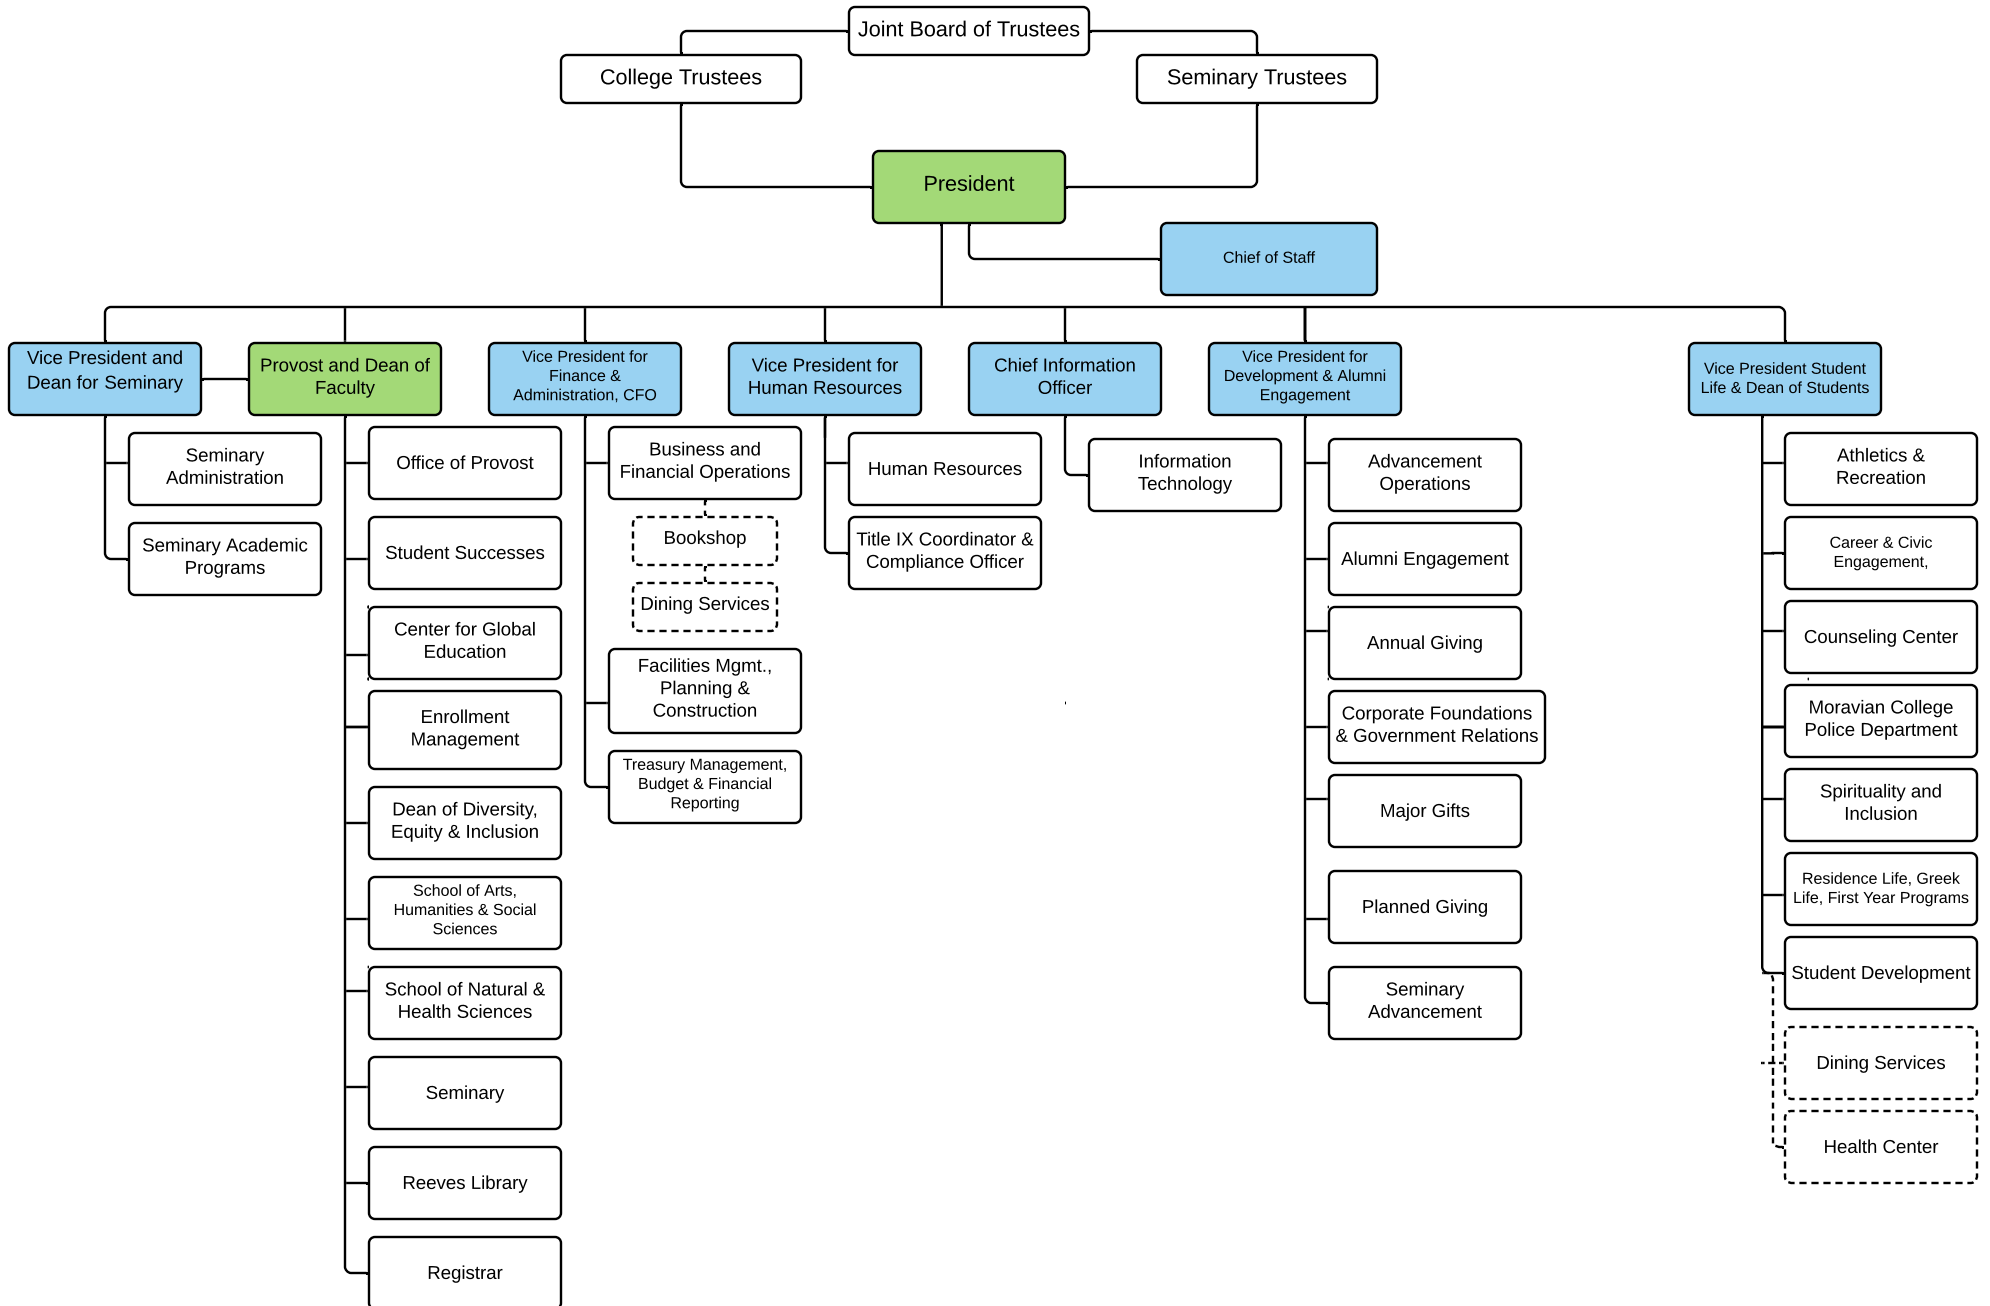 Joint Board of Trustees
College Trustees
Seminary Trustees
President
Chief of Staff
Vice President and
Dean for Seminary
Provost and Dean of
Faculty
Vice President for
Finance &
Administration, CFO
Vice President for
Human Resources
Chief Information
Officer
Vice President for
Development & Alumni
Engagement
Vice President Student
Life & Dean of Students
Seminary
Administration
Seminary Academic
Programs
Office of Provost
Student Successes
Center for Global
Education
Enrollment
Management
Dean of Diversity,
Equity & Inclusion
School of Arts,
Humanities & Social
Sciences
School of Natural &
Health Sciences
Seminary
Reeves Library
Registrar
Business and
Financial Operations
Bookshop
Dining Services
Facilities Mgmt.,
Planning &
Construction
Treasury Management,
Budget & Financial
Reporting
Human Resources
Title IX Coordinator &
Compliance Officer
Information
Technology
Advancement
Operations
Alumni Engagement
Annual Giving
Corporate Foundations
& Government Relations
Major Gifts
Planned Giving
Seminary
Advancement
Athletics &
Recreation
Career & Civic
Engagement,
Counseling Center
Moravian College
Police Department
Spirituality and
Inclusion
Residence Life, Greek
Life, First Year Programs
Student Development
Dining Services
Health Center